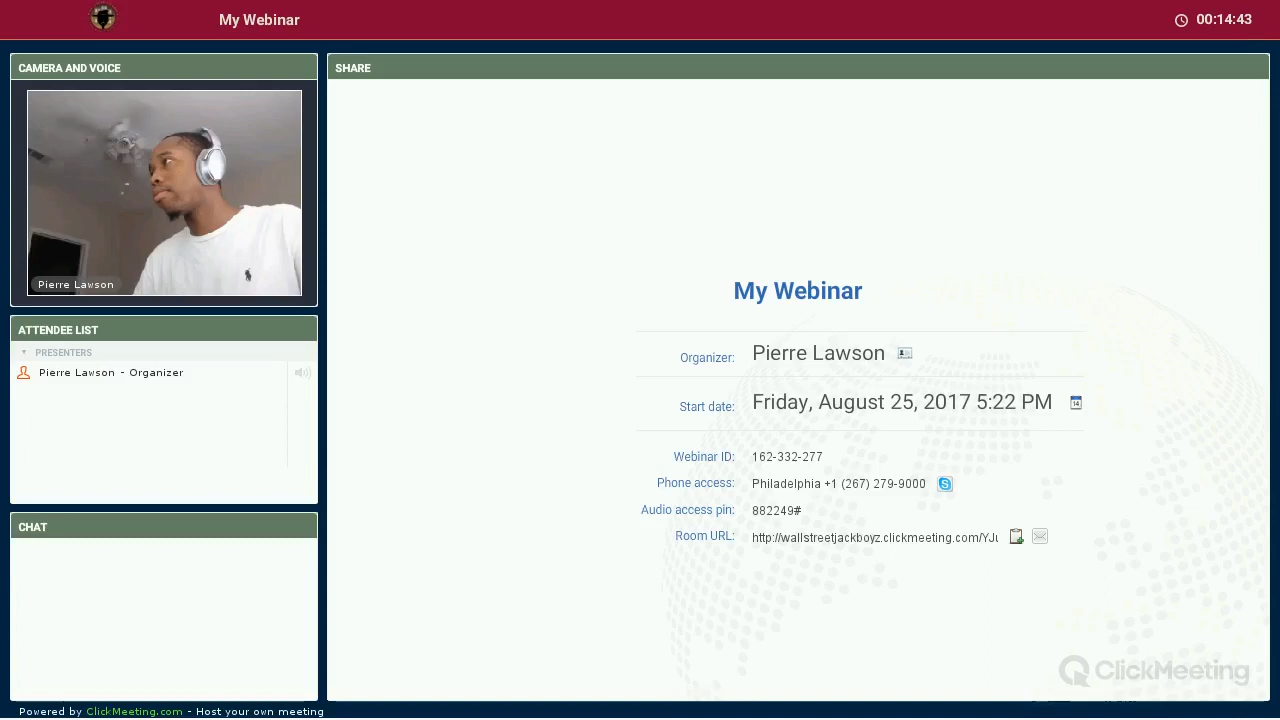 My Webinar
00:14:43
CAMERA AND VOICE
Pierre Lawson
ATTENDEE LIST
PRESENTERS
Pierre Lawson - Organizer
CHAT
SHARE
My Webinar
Organizer: Pierre Lawson
Start date: Friday, August 25, 2017 5:22 PM
14
Webinar ID: 162-332-277
Phone access: Philadelphia +1 (267) 279-9000
Audio access pin: 882249#
Room URL: http://wallstreetjackboyz.clickmeeting.com/YJ
ClickMeeting
Powered by ClickMeeting.com - Host your own meeting